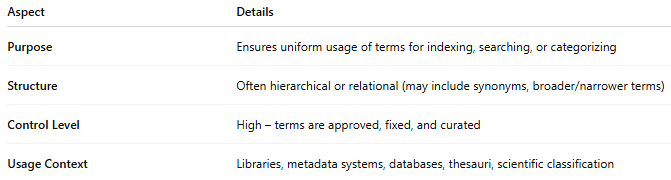 Aspect Details
Purpose Ensures uniform usage of terms for indexing, searching, or categorizing
Structure Often hierarchical or relational (may include synonyms, broader/narrower terms)
Control Level High – terms are approved, fixed, and curated
Usage Context Libraries, metadata systems, databases, thesauri, scientific classification